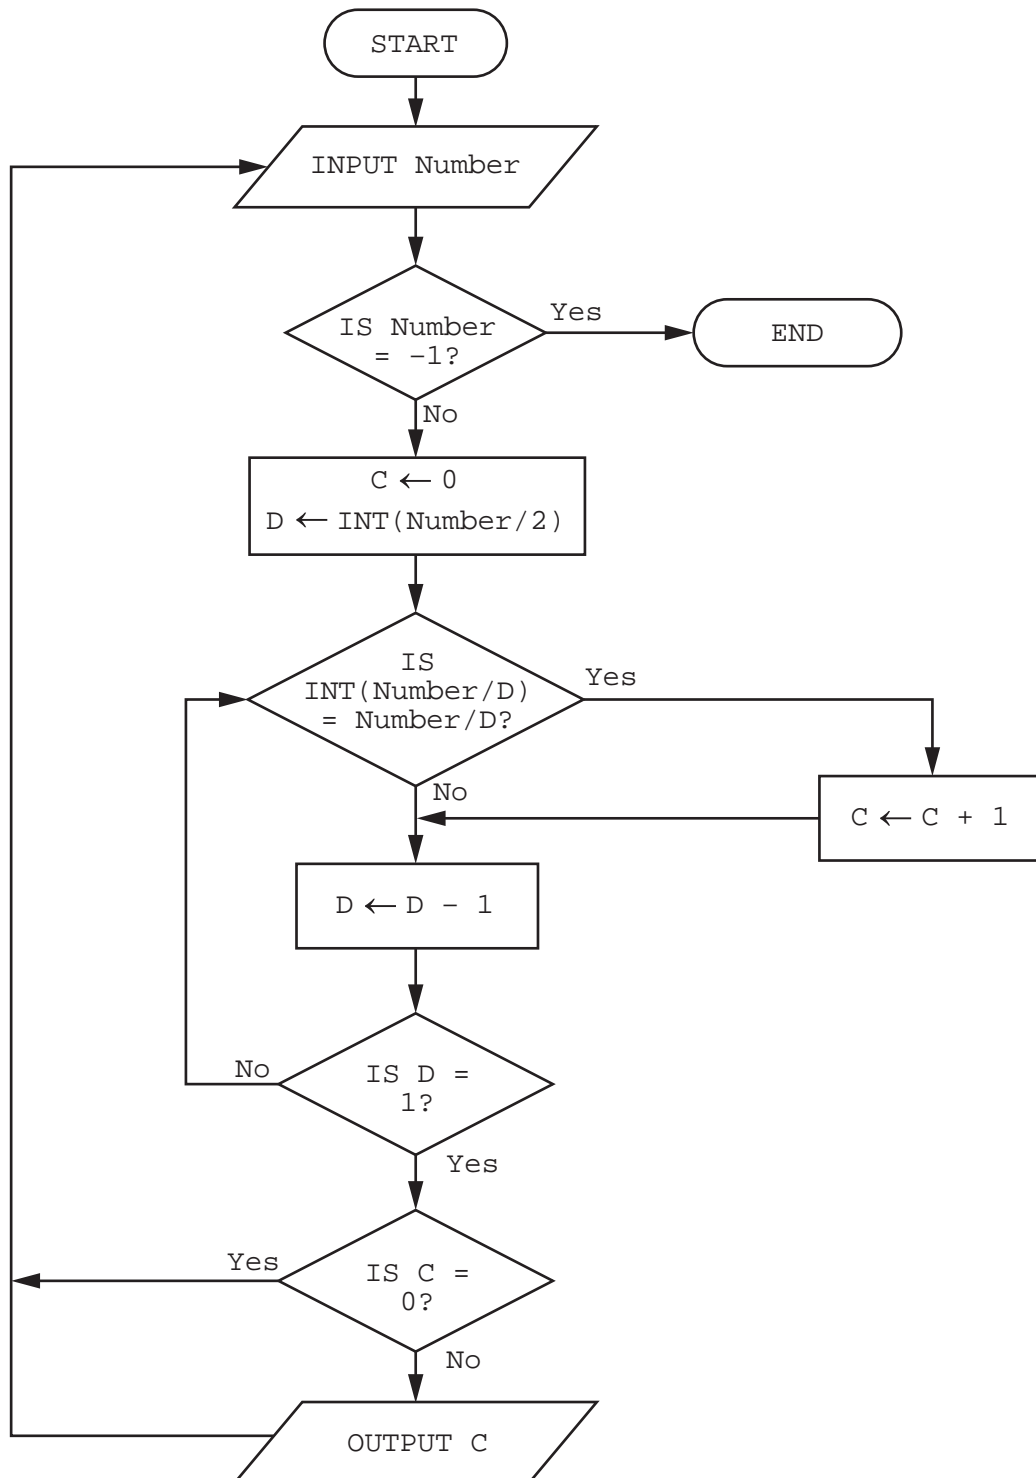 START
INPUT Number
IS Number
= –1?
Yes
END
No
C ← 0
D ← INT(Number/2)
IS
INT(Number/D)
= Number/D?
Yes
No
C ← C + 1
D ← D – 1
IS D =
1?
No
Yes
IS C =
0?
Yes
No
OUTPUT C